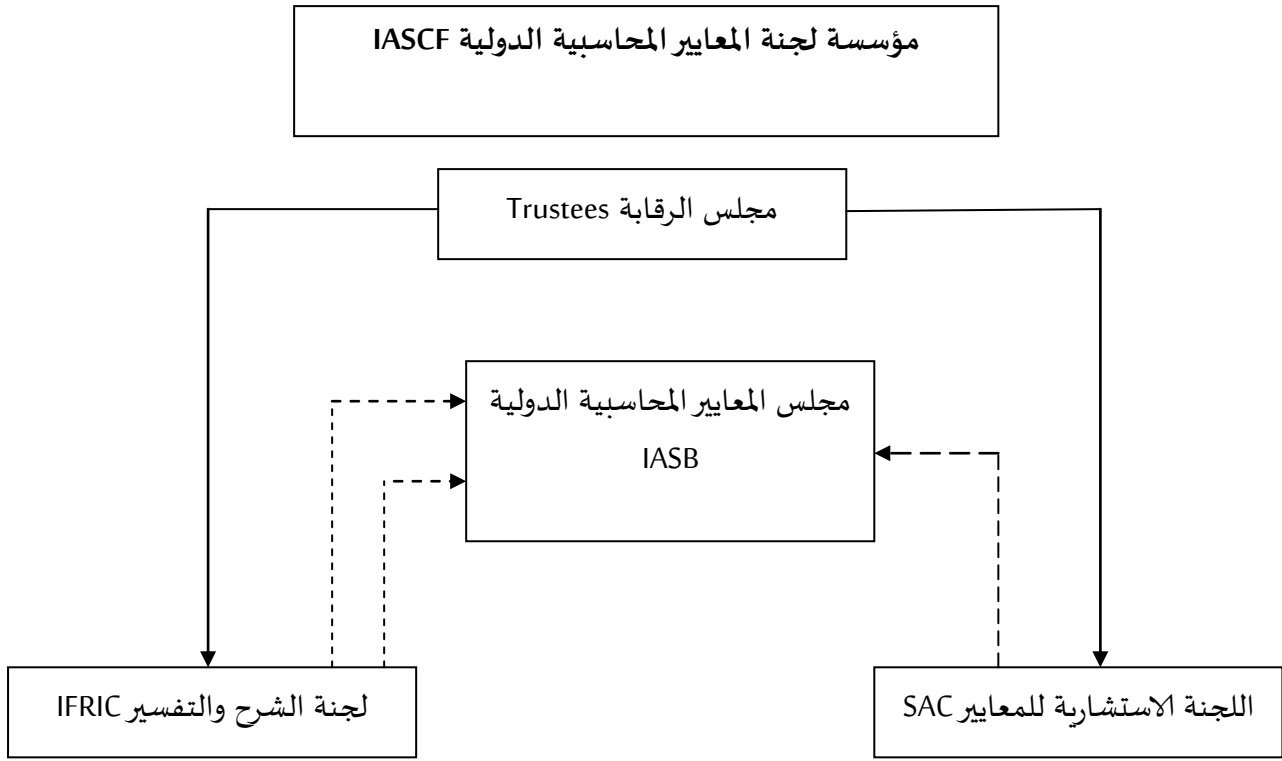 مؤسسة لجنة المعايير المحاسبية الدولية IASCF
مجلس الرقابة Trustees
مجلس المعايير المحاسبية الدولية
IASB
اللجنة الاستشارية للمعايير SAC
لجنة الشرح والتفسير IFRIC